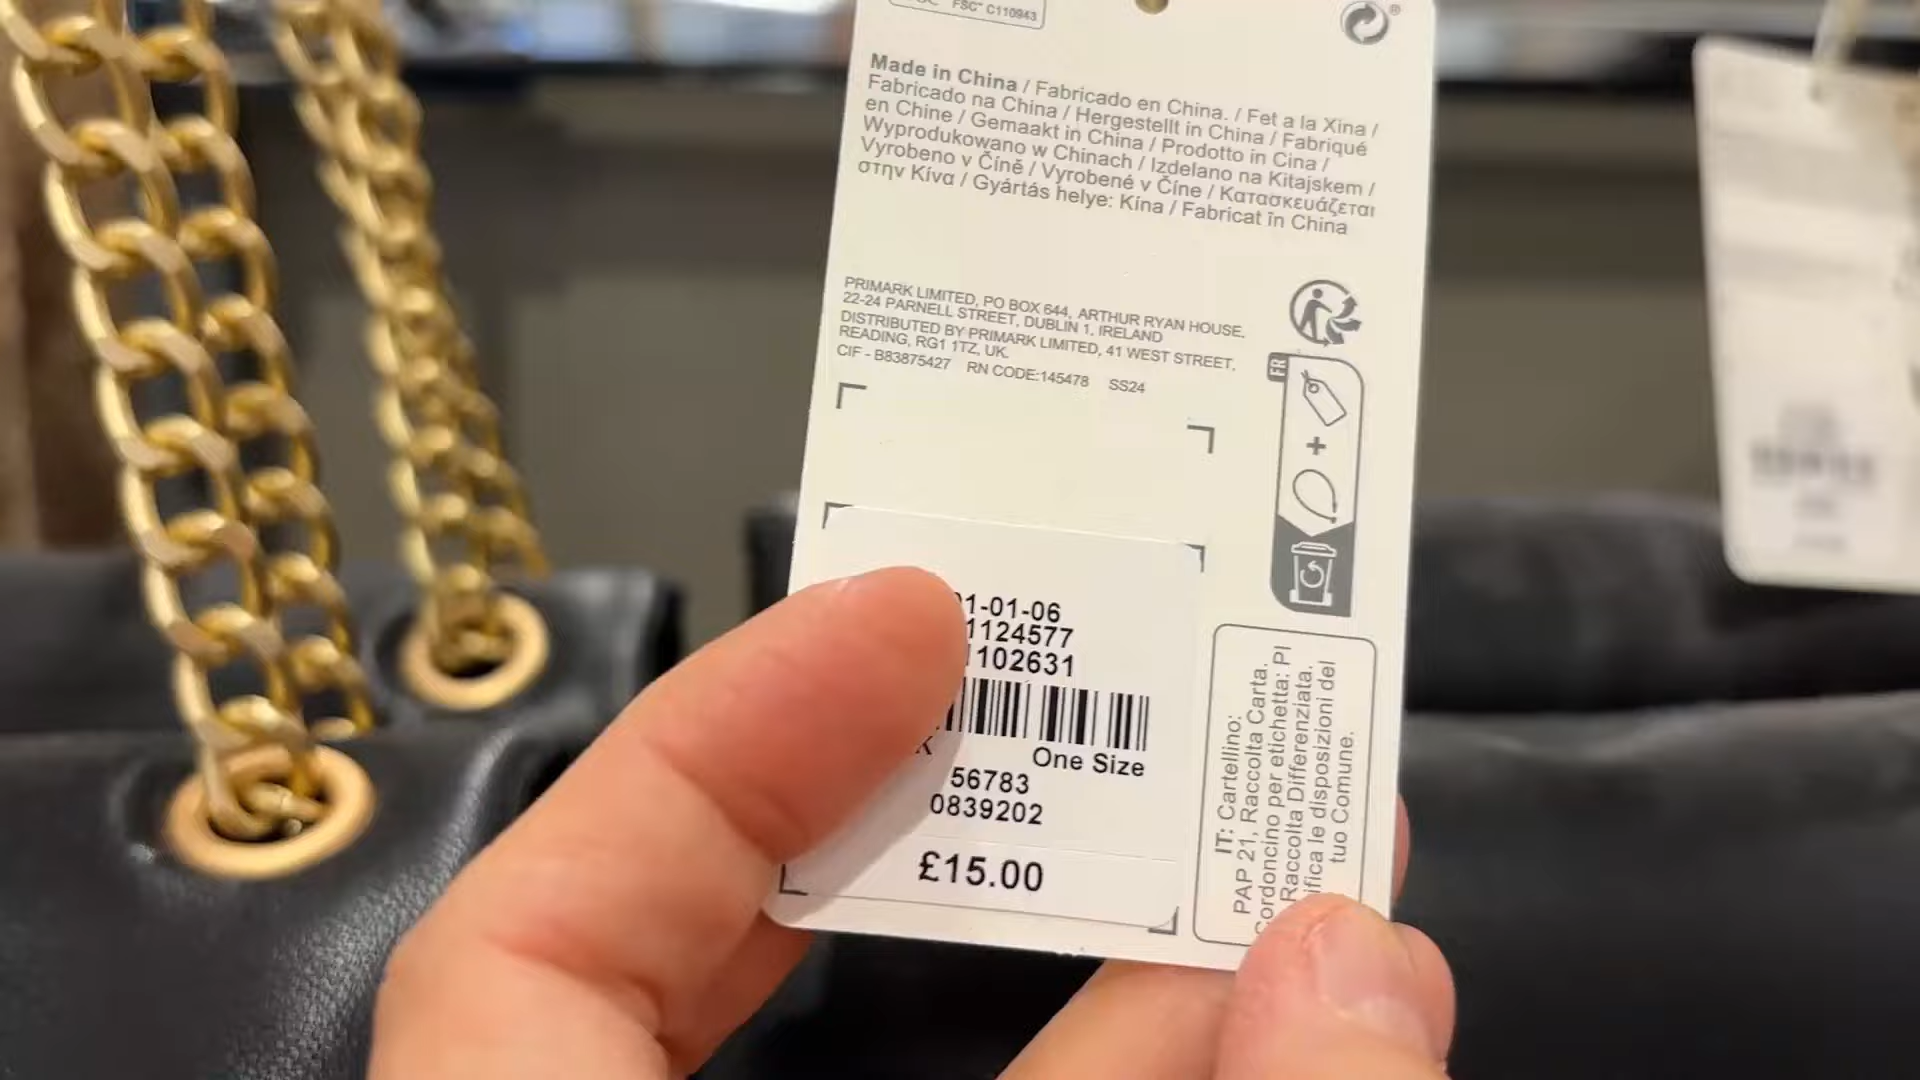 FSC™ C110943
®
Made in China / Fabricado en China. / Fet a la Xina /
Fabricado na China / Hergestellt in China / Fabriqué
en Chine / Gemaakt in China / Prodotto in Cina /
Wyprodukowano w Chinach / Izdelano na Kitajskem /
Vyrobeno v Číně / Vyrobené v Číne / Κατασκευάζεται
στην Κίνα / Gyártás helye: Kína / Fabricat în China
PRIMARK LIMITED, PO BOX 644, ARTHUR RYAN HOUSE,
22-24 PARNELL STREET, DUBLIN 1, IRELAND
DISTRIBUTED BY PRIMARK LIMITED, 41 WEST STREET,
READING, RG1 1TZ, UK.
CIF - B83875427 RN CODE:145478 SS24
FR
+
1-01-06
1124577
102631
K One Size
56783
0839202
£15.00
IT: Cartellino:
PAP 21, Raccolta Carta.
Cordoncino per etichetta: Pl
Raccolta Differenziata.
ifica le disposizioni del
tuo Comune.